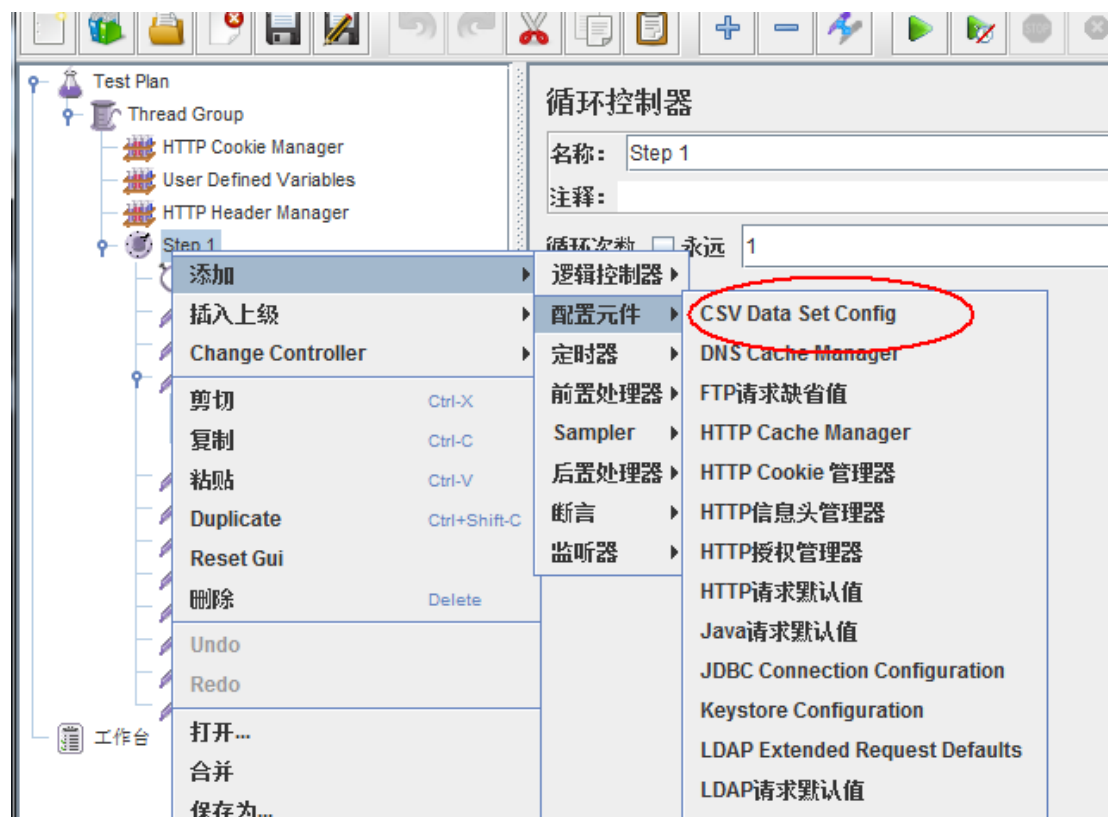 STOP
Test Plan
Thread Group
HTTP Cookie Manager
User Defined Variables
HTTP Header Manager
Step 1
工作台
循环控制器
名称： Step 1
注释：
循环次数 永远 1
添加
插入上级
Change Controller
剪切 Ctrl-X
复制 Ctrl-C
粘贴 Ctrl-V
Duplicate Ctrl+Shift-C
Reset Gui
删除 Delete
Undo
Redo
打开...
合并
保存为...
逻辑控制器
配置元件
定时器
前置处理器
Sampler
后置处理器
断言
监听器
CSV Data Set Config
DNS Cache Manager
FTP请求缺省值
HTTP Cache Manager
HTTP Cookie 管理器
HTTP信息头管理器
HTTP授权管理器
HTTP请求默认值
Java请求默认值
JDBC Connection Configuration
Keystore Configuration
LDAP Extended Request Defaults
LDAP请求默认值